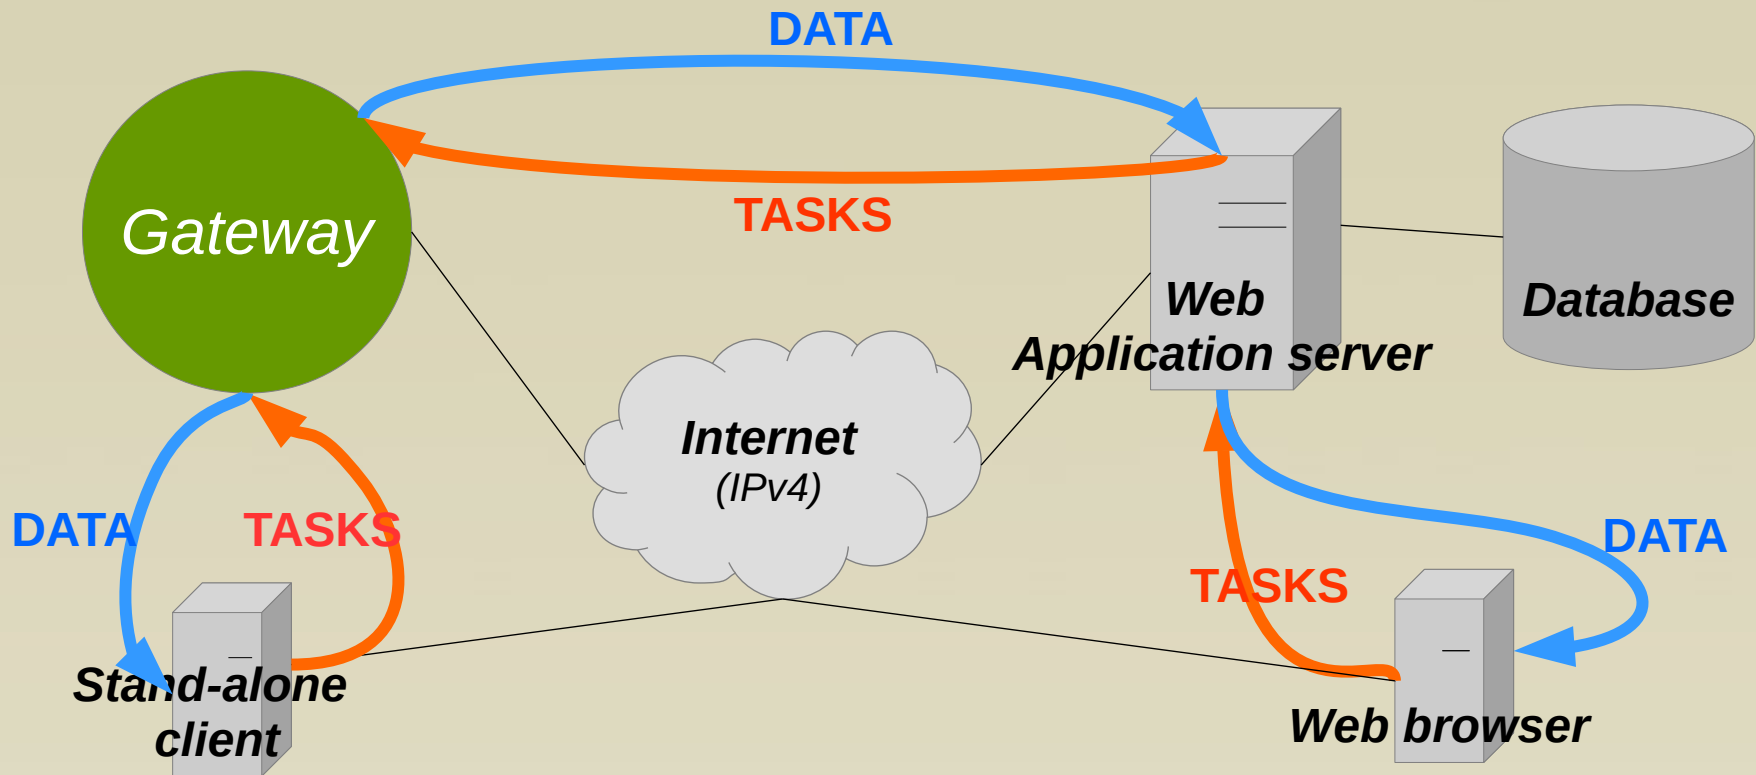 DATA
Gateway
TASKS
Web
Application server
Database
Internet
(IPv4)
DATA
TASKS
DATA
TASKS
Stand-alone
client
Web browser